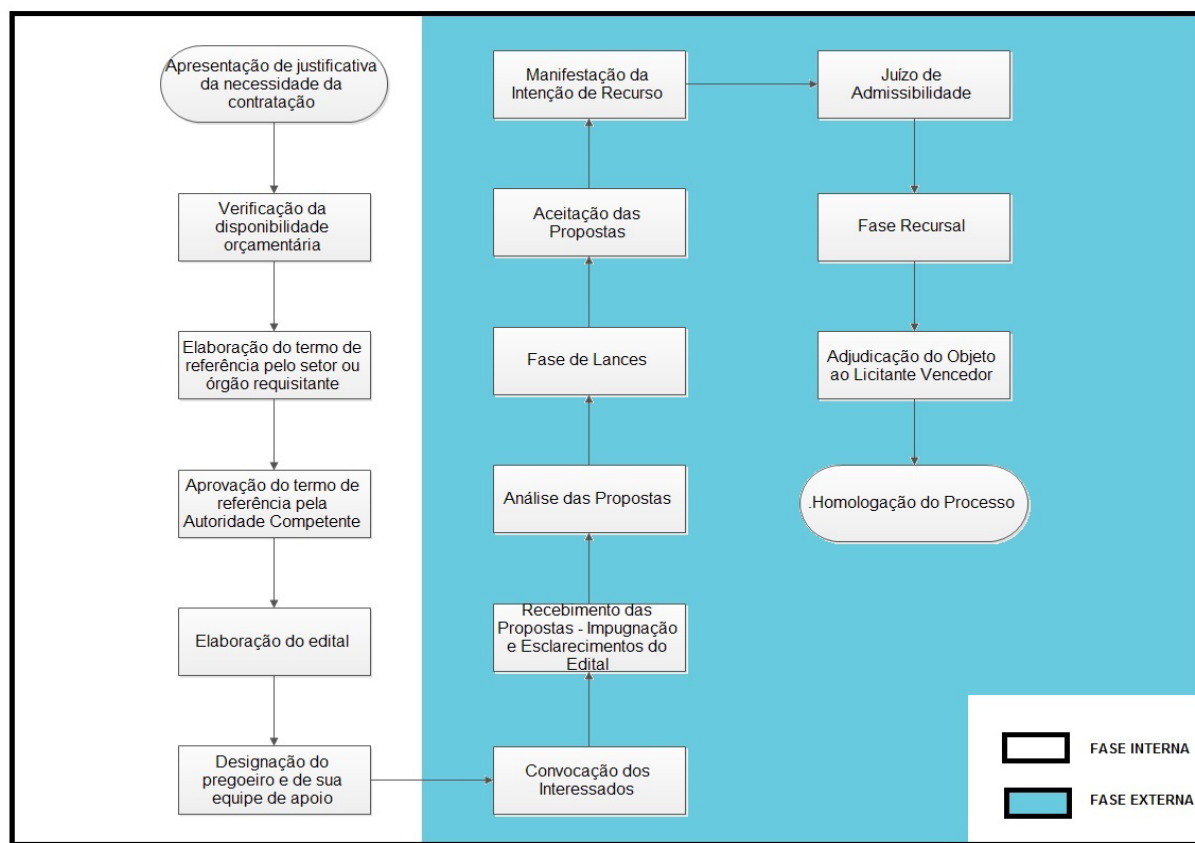 Apresentação de justificativa
da necessidade da
contratação
Verificação da
disponibilidade
orçamentária
Elaboração do termo de
referência pelo setor ou
órgão requisitante
Aprovação do termo de
referência pela
Autoridade Competente
Elaboração do edital
Designação do
pregoeiro e de sua
equipe de apoio
Convocação dos
Interessados
Recebimento das
Propostas - Impugnação
e Esclarecimentos do
Edital
Análise das Propostas
Fase de Lances
Aceitação das
Propostas
Manifestação da
Intenção de Recurso
Juízo de
Admissibilidade
Fase Recursal
Adjudicação do Objeto
ao Licitante Vencedor
.Homologação do Processo
FASE INTERNA
FASE EXTERNA